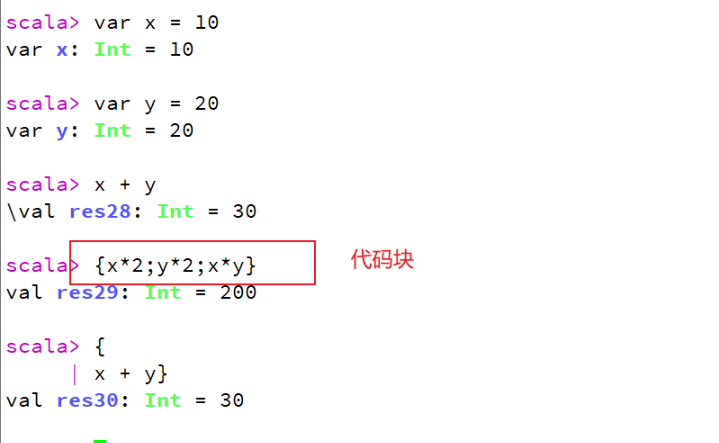 scala> var x = 10
var x: Int = 10
scala> var y = 20
var y: Int = 20
scala> x + y
\val res28: Int = 30
scala> {x*2;y*2;x*y}
代码块
val res29: Int = 200
scala> {
| x + y}
val res30: Int = 30